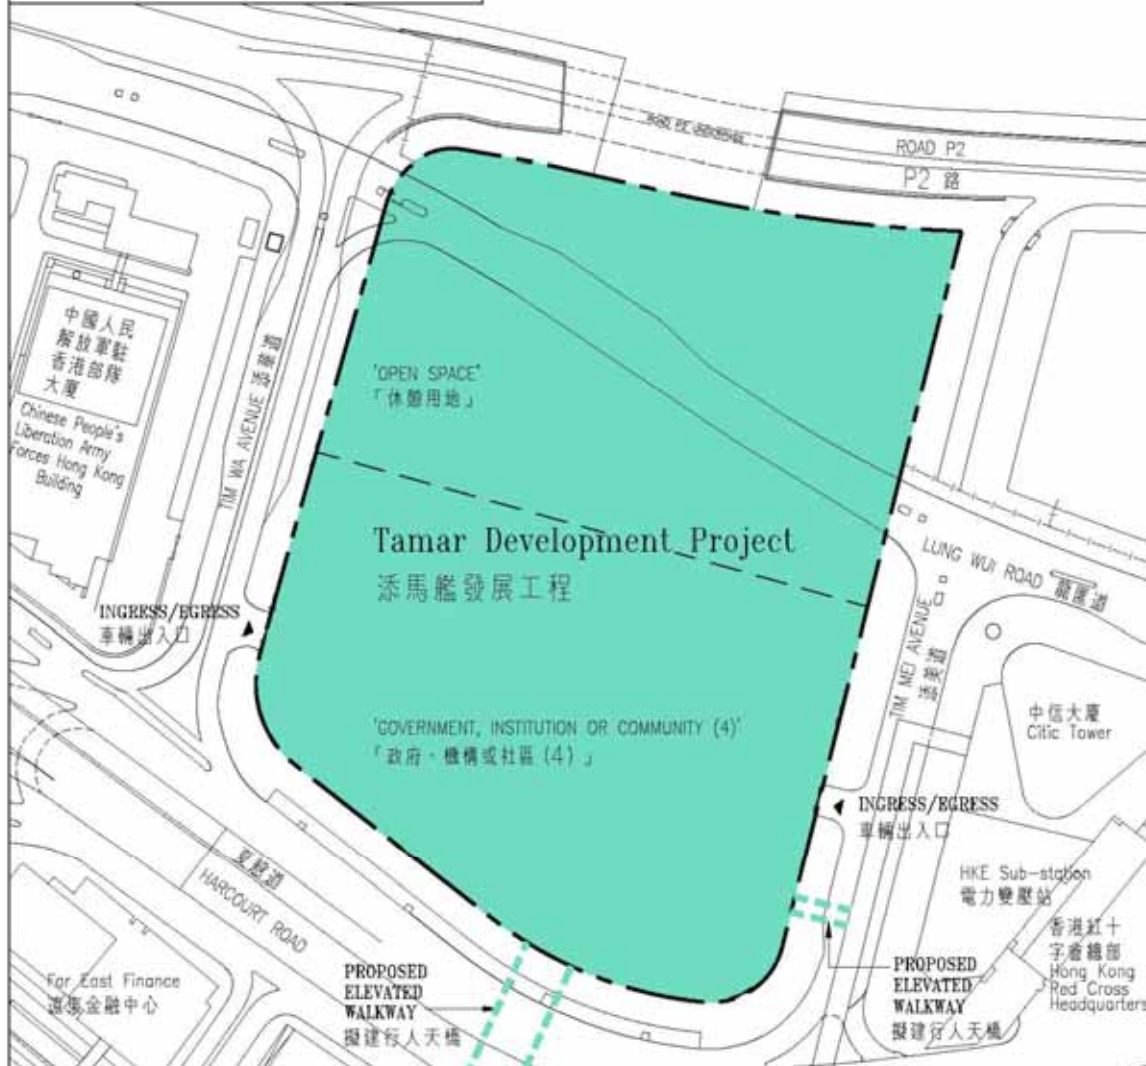 ROAD P2
P2 路
中國人民
解放軍駐
香港部隊
大廈
Chinese People's
Liberation Army
Forces Hong Kong
Building
TIM WA AVENUE 添華道
'OPEN SPACE'
「休憩用地」
Tamar Development Project
添馬艦發展工程
LUNG WUI ROAD 龍匯道
INGRESS/EGRESS
車輛出入口
TIM MEI AVENUE
添美道
中信大廈
Citic Tower
'GOVERNMENT, INSTITUTION OR COMMUNITY (4)'
「政府、機構或社區(4)」
INGRESS/EGRESS
車輛出入口
夏慤道
HARCOURT ROAD
HKE Sub-station
電力變壓站
香港紅十
字會總部
Hong Kong
Red Cross
Headquarters
Far East Finance
遠東金融中心
PROPOSED
ELEVATED
WALKWAY
擬建行人天橋
PROPOSED
ELEVATED
WALKWAY
擬建行人天橋